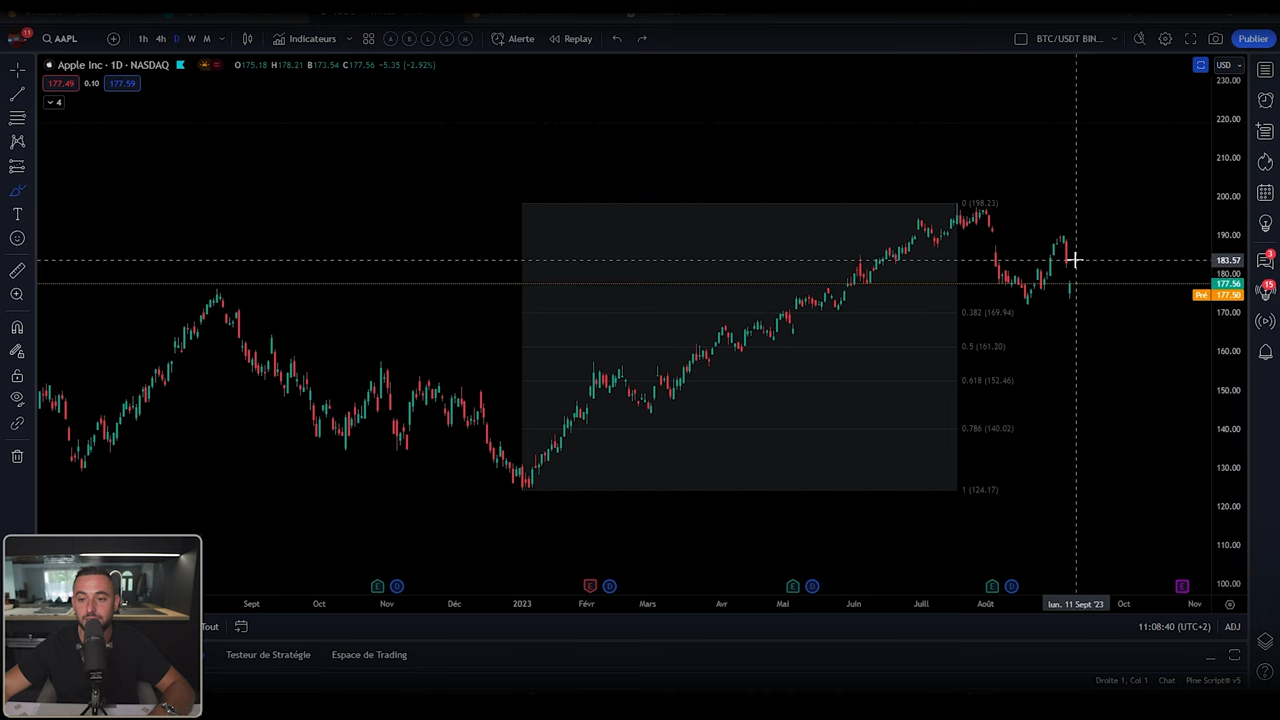 11
AAPL
1h 4h D W M
Indicateurs
A B L S M
Alerte
Replay
BTC/USDT BIN...
Publier
Apple Inc · 1D · NASDAQ
O175.18 H178.21 B173.54 C177.56 −5.35 (−2.92%)
USD
177.49 0.10 177.59
4
230.00
220.00
210.00
200.00
190.00
183.57
180.00
177.56
Pré 177.50
170.00
160.00
150.00
140.00
130.00
120.00
110.00
100.00
0 (198.23)
0.382 (169.94)
0.5 (161.20)
0.618 (152.46)
0.786 (140.02)
1 (124.17)
3
15
E D E D E D E D E
Sept Oct Nov Déc 2023 Févr Mars Avr Mai Juin Juill Août lun. 11 Sept '23 Oct Nov
Tout
11:08:40 (UTC+2) ADJ
Testeur de Stratégie Espace de Trading
Droite 1, Col 1 Chat Pine Script® v5